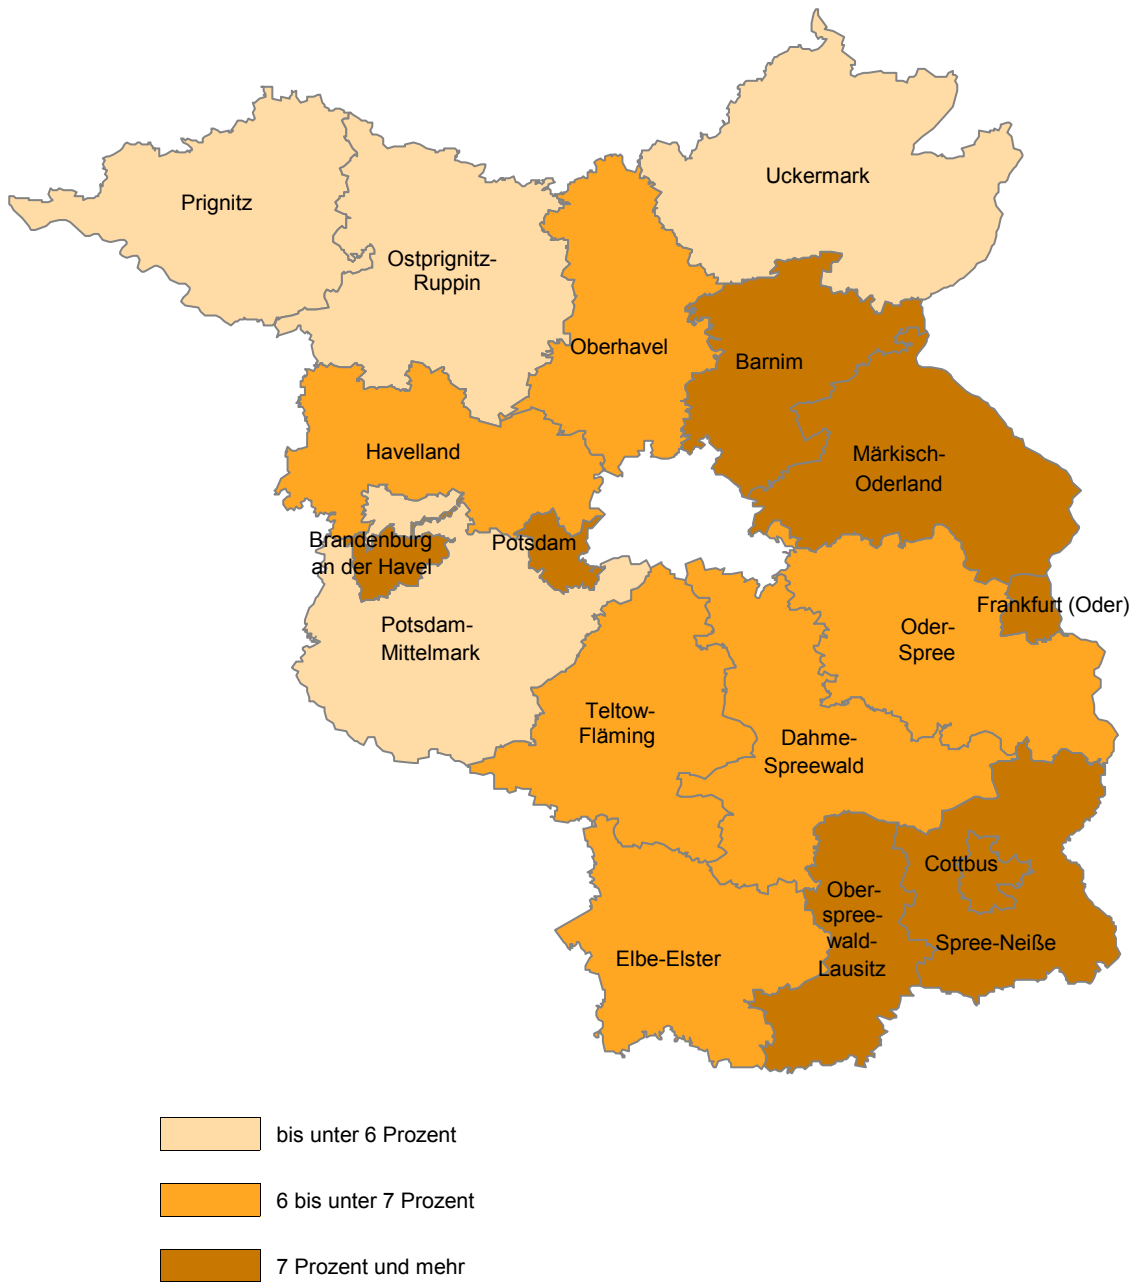 Uckermark
Prignitz
Ostprignitz-
Ruppin
Oberhavel
Barnim
Havelland
Märkisch-
Oderland
Brandenburg
an der Havel
Potsdam
Frankfurt (Oder)
Potsdam-
Mittelmark
Oder-
Spree
Teltow-
Fläming
Dahme-
Spreewald
Cottbus
Ober-
spree-
wald-
Lausitz
Spree-Neiße
Elbe-Elster
bis unter 6 Prozent
6 bis unter 7 Prozent
7 Prozent und mehr